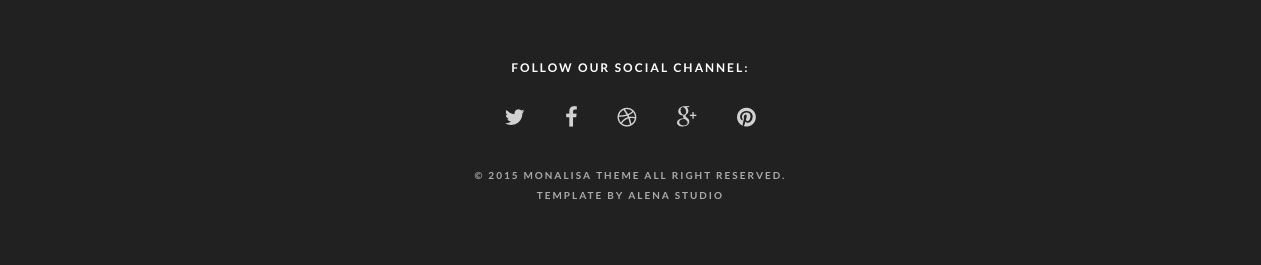 FOLLOW OUR SOCIAL CHANNEL:
© 2015 MONALISA THEME ALL RIGHT RESERVED.
TEMPLATE BY ALENA STUDIO